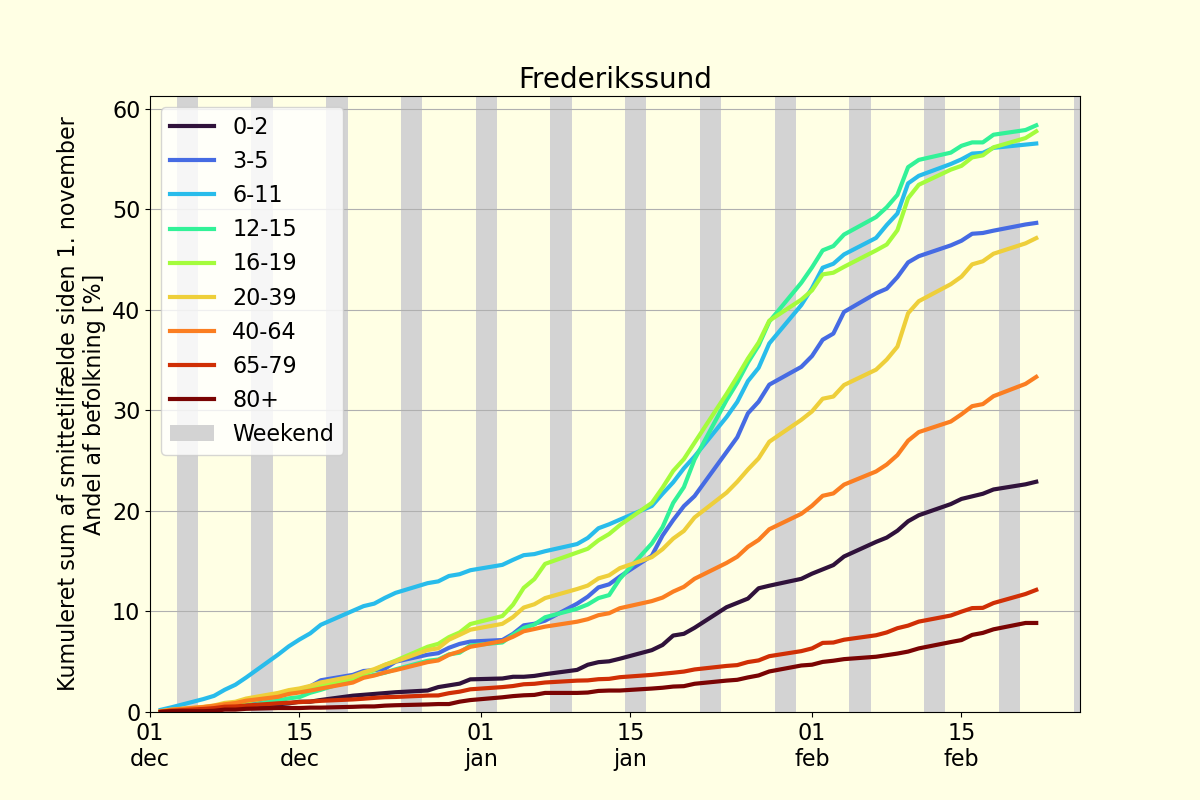 Frederikssund
Kumuleret sum af smittetilfælde siden 1. november
Andel af befolkning [%]
60
50
40
30
20
10
0
0-2
3-5
6-11
12-15
16-19
20-39
40-64
65-79
80+
Weekend
01
dec
15
dec
01
jan
15
jan
01
feb
15
feb